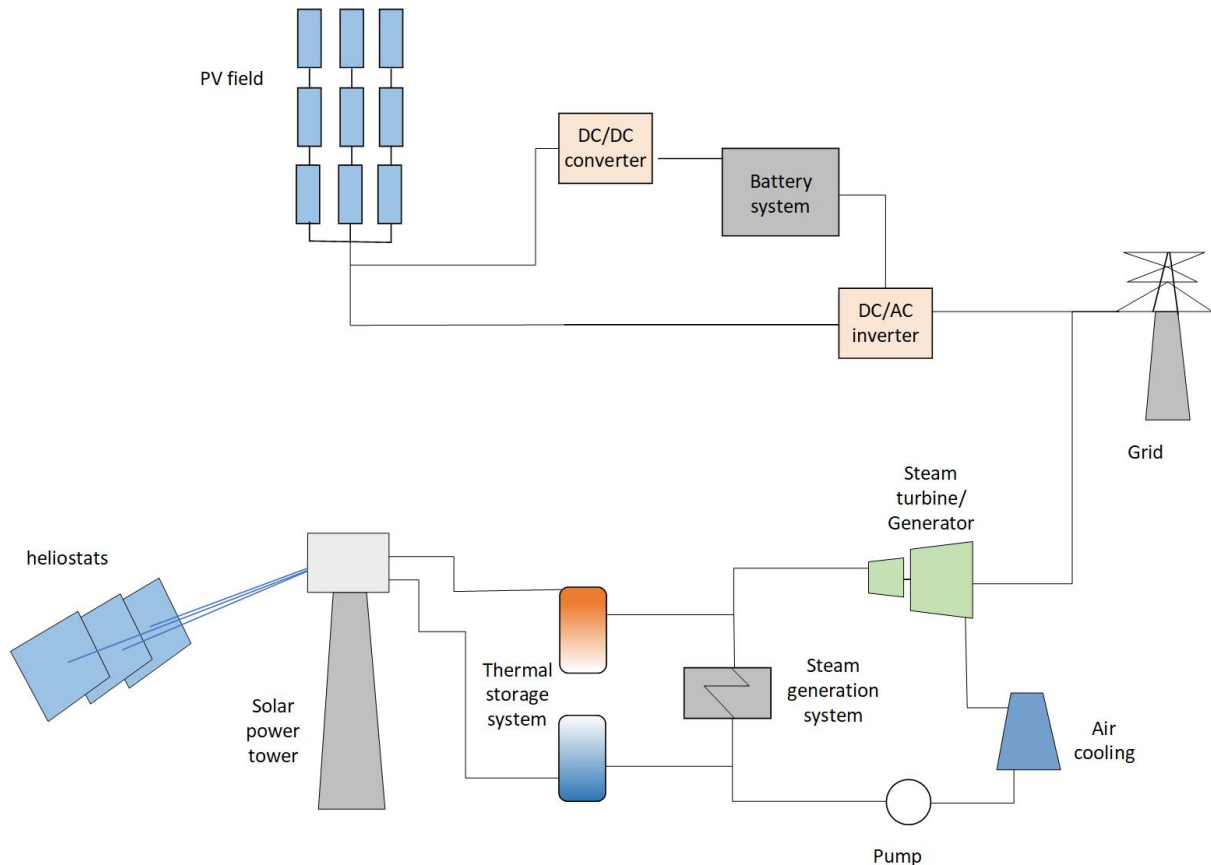 PV field
DC/DC
converter
Battery
system
DC/AC
inverter
Grid
Steam
turbine/
Generator
heliostats
Solar
power
tower
Thermal
storage
system
Steam
generation
system
Air
cooling
Pump